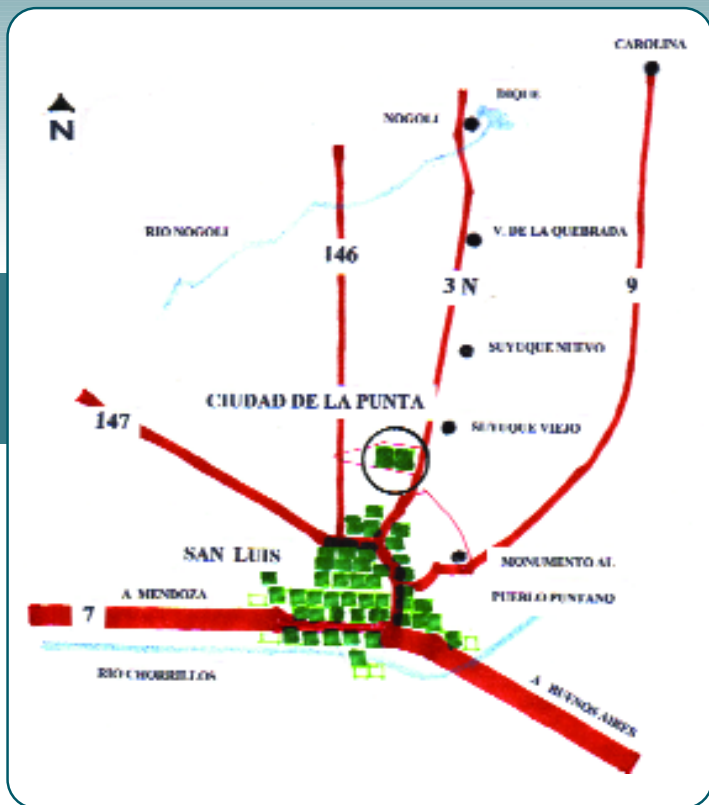 CAROLINA
N
DIQUE
NOGOLI
RIO NOGOLI
V. DE LA QUEBRADA
146
3 N
9
SUYUQUE NUEVO
CIUDAD DE LA PUNTA
147
SUYUQUE VIEJO
SAN LUIS
MONUMENTO AL
PUEBLO PUNTANO
A MENDOZA
7
RIO CHORRILLOS
A BUENOS AIRES